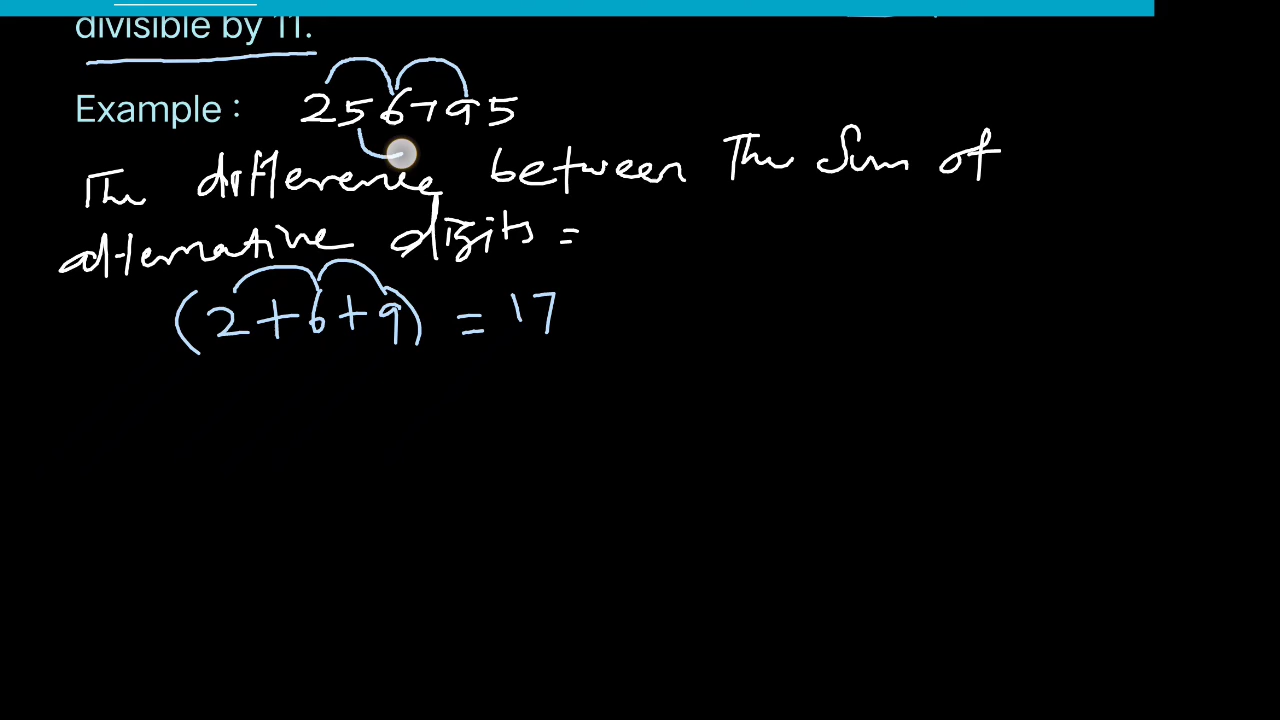 divisible by 11.
Example : 256795
The difference between The Sum of
alternative digits =
(2+6+9) = 17